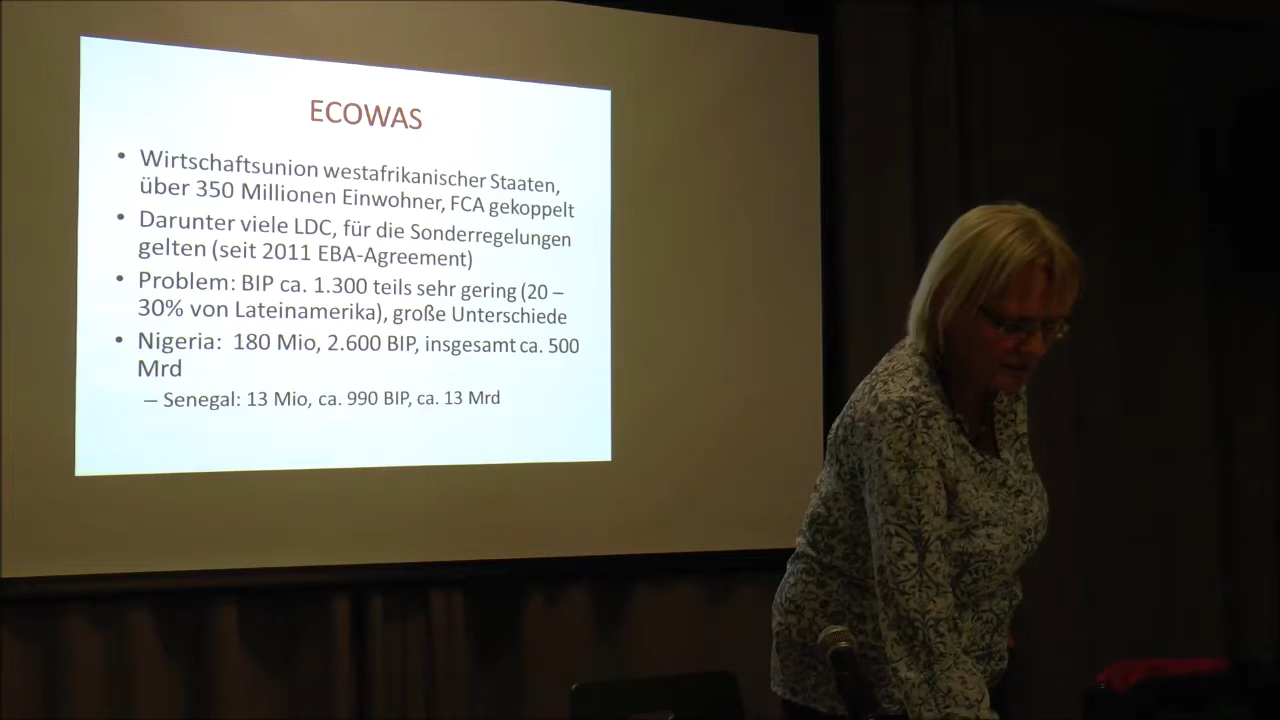 ECOWAS
• Wirtschaftsunion westafrikanischer Staaten,
über 350 Millionen Einwohner, FCA gekoppelt
• Darunter viele LDC, für die Sonderregelungen
gelten (seit 2011 EBA-Agreement)
• Problem: BIP ca. 1.300 teils sehr gering (20 –
30% von Lateinamerika), große Unterschiede
• Nigeria: 180 Mio, 2.600 BIP, insgesamt ca. 500
Mrd
– Senegal: 13 Mio, ca. 990 BIP, ca. 13 Mrd